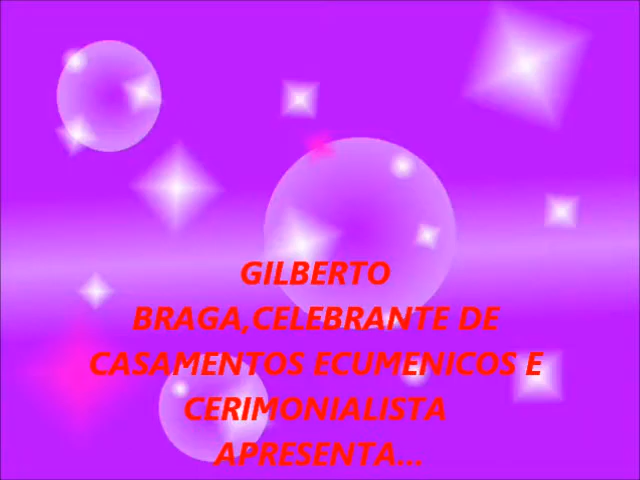 GILBERTO
BRAGA,CELEBRANTE DE
CASAMENTOS ECUMENICOS E
CERIMONIALISTA
APRESENTA...